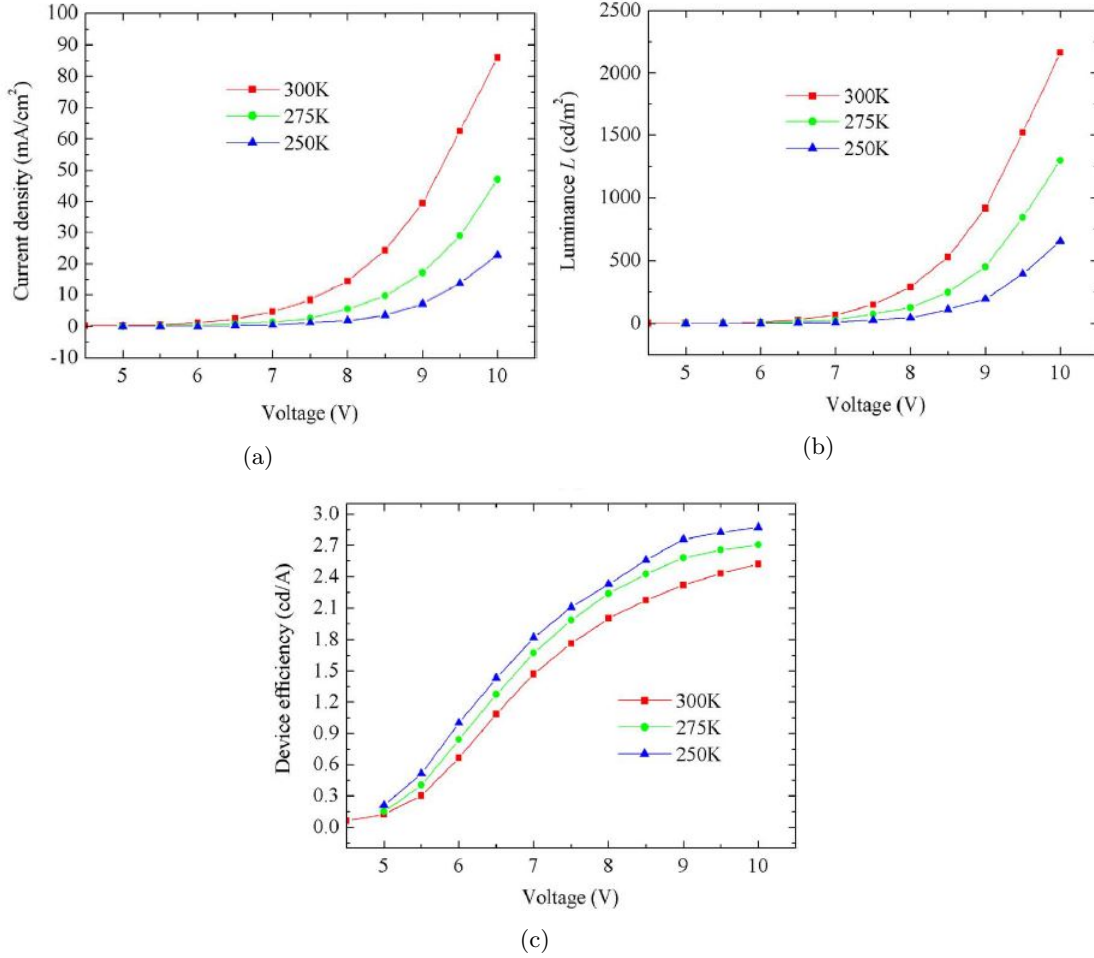 100
90
80
70
60
50
40
30
20
10
0
-10
Current density (mA/cm²)
300K
275K
250K
5 6 7 8 9 10
Voltage (V)
(a)
2500
2000
1500
1000
500
0
Luminance L (cd/m²)
300K
275K
250K
5 6 7 8 9 10
Voltage (V)
(b)
3.0
2.7
2.4
2.1
1.8
1.5
1.2
0.9
0.6
0.3
0.0
Device efficiency (cd/A)
300K
275K
250K
5 6 7 8 9 10
Voltage (V)
(c)